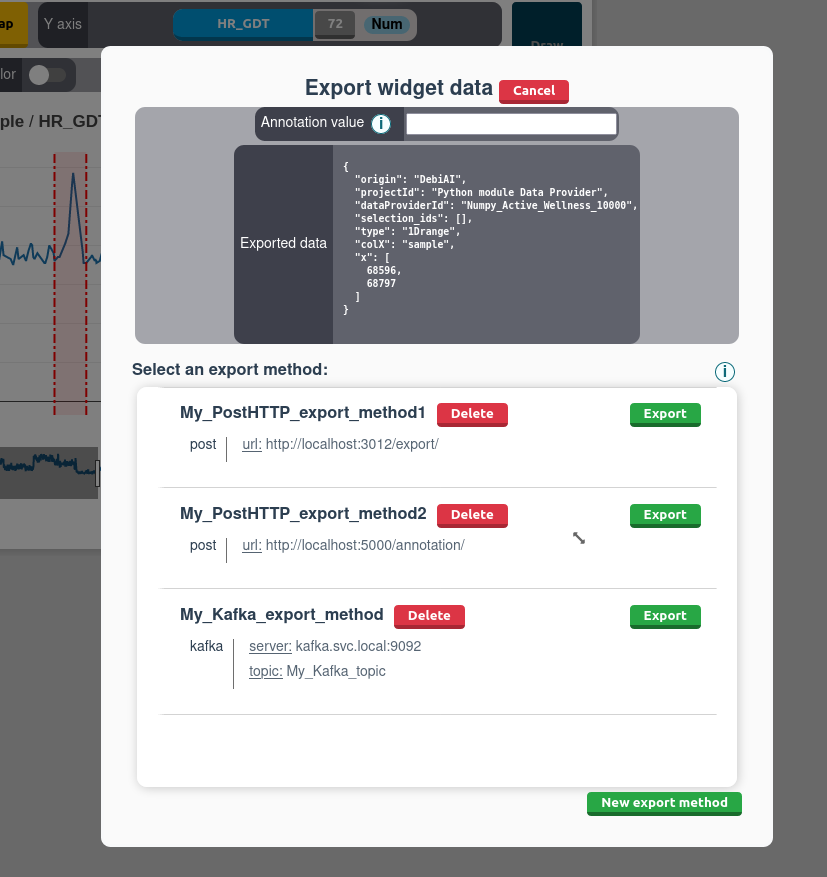 ap
Y axis
HR_GDT
72
Num
Draw
lor
ple / HR_GDT
Export widget data
Cancel
Annotation value i
Exported data
{
"origin": "DebiAI",
"projectId": "Python module Data Provider",
"dataProviderId": "Numpy_Active_Wellness_10000",
"selection_ids": [],
"type": "1Drange",
"colX": "sample",
"x": [
68596,
68797
]
}
Select an export method:
i
My_PostHTTP_export_method1
Delete
Export
post
url: http://localhost:3012/export/
My_PostHTTP_export_method2
Delete
Export
post
url: http://localhost:5000/annotation/
My_Kafka_export_method
Delete
Export
kafka
server: kafka.svc.local:9092
topic: My_Kafka_topic
New export method